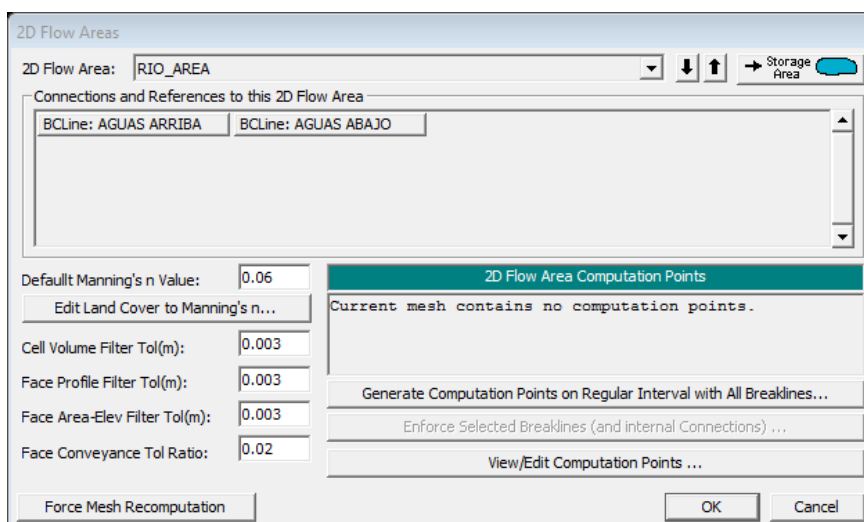 2D Flow Areas
2D Flow Area: RIO_AREA
Storage
Area
Connections and References to this 2D Flow Area
BCLine: AGUAS ARRIBA BCLine: AGUAS ABAJO
Defaullt Manning's n Value: 0.06
Edit Land Cover to Manning's n...
Cell Volume Filter Tol(m): 0.003
Face Profile Filter Tol(m): 0.003
Face Area-Elev Filter Tol(m): 0.003
Face Conveyance Tol Ratio: 0.02
2D Flow Area Computation Points
Current mesh contains no computation points.
Generate Computation Points on Regular Interval with All Breaklines...
Enforce Selected Breaklines (and internal Connections) ...
View/Edit Computation Points ...
Force Mesh Recomputation OK Cancel